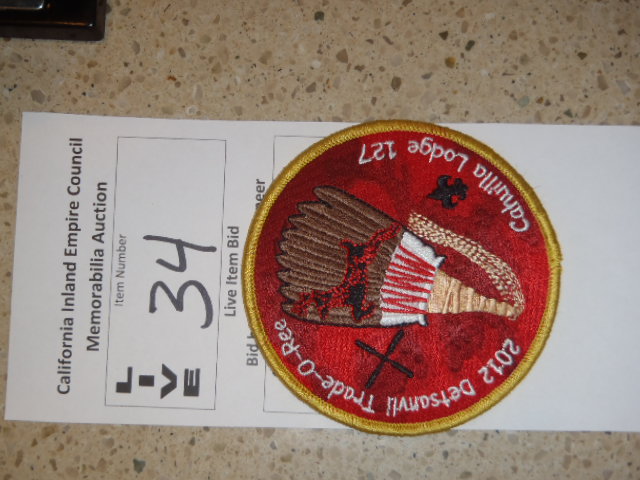 California Inland Empire Council
Memorabilia Auction
Item Number
LIVE
34
Live Item Bid
Cahuilla Lodge 127
2012 Detsanvli Trade-O-Ree